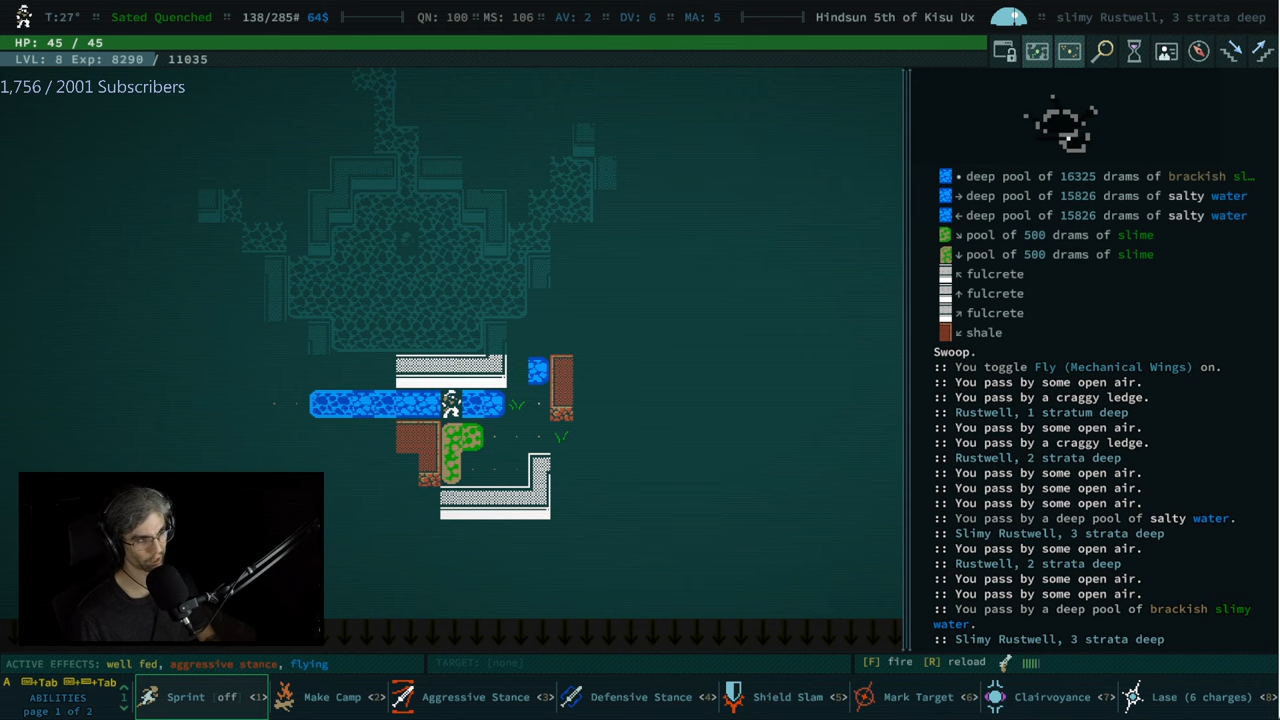 T:27° :: Sated Quenched :: 138/285# 64$ QN: 100 :: MS: 106 :: AV: 2 :: DV: 6 :: MA: 5 Hindsun 5th of Kisu Ux :: slimy Rustwell, 3 strata deep
HP: 45 / 45
LVL: 8 Exp: 8290 / 11035
1,756 / 2001 Subscribers
deep pool of 16325 drams of brackish sl…
deep pool of 15826 drams of salty water
deep pool of 15826 drams of salty water
pool of 500 drams of slime
pool of 500 drams of slime
fulcrete
fulcrete
fulcrete
shale
Swoop.
:: You toggle Fly (Mechanical Wings) on.
:: You pass by some open air.
:: You pass by a craggy ledge.
:: Rustwell, 1 stratum deep
:: You pass by some open air.
:: You pass by a craggy ledge.
:: Rustwell, 2 strata deep
:: You pass by some open air.
:: You pass by some open air.
:: You pass by some open air.
:: You pass by a deep pool of salty water.
:: Slimy Rustwell, 3 strata deep
:: You pass by some open air.
:: Rustwell, 2 strata deep
:: You pass by some open air.
:: You pass by some open air.
:: You pass by a deep pool of brackish slimy
water.
:: Slimy Rustwell, 3 strata deep
ACTIVE EFFECTS: well fed, aggressive stance, flying TARGET: [none] [F] fire [R] reload
A Tab Tab
ABILITIES
page 1 of 2
1
Sprint [off] <1> Make Camp <2> Aggressive Stance <3> Defensive Stance <4> Shield Slam <5> Mark Target <6> Clairvoyance <7> Lase (6 charges) <8>